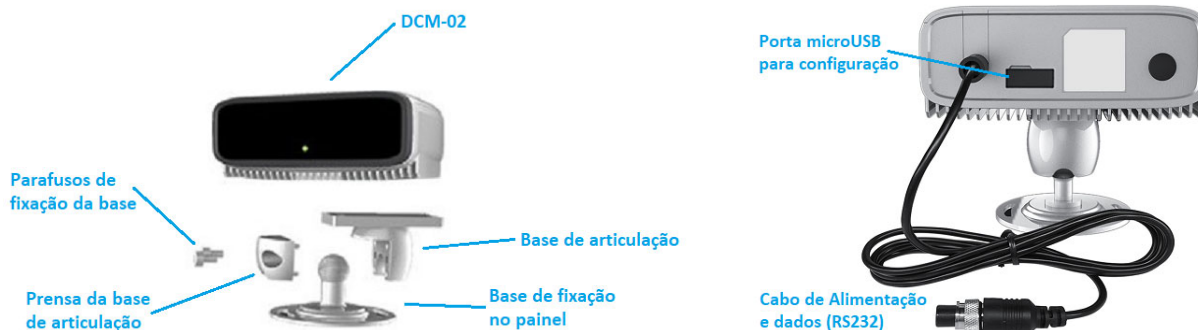 DCM-02
Parafusos de
fixação da base
Prensa da base
de articulação
Base de articulação
Base de fixação
no painel
Porta microUSB
para configuração
Cabo de Alimentação
e dados (RS232)